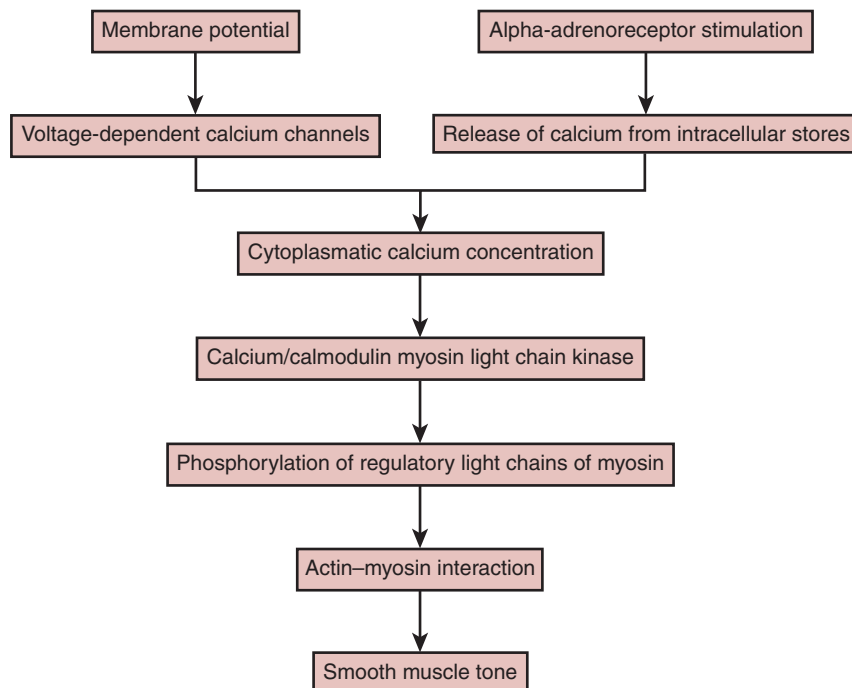 Membrane potential
Alpha-adrenoreceptor stimulation
Voltage-dependent calcium channels
Release of calcium from intracellular stores
Cytoplasmatic calcium concentration
Calcium/calmodulin myosin light chain kinase
Phosphorylation of regulatory light chains of myosin
Actin–myosin interaction
Smooth muscle tone